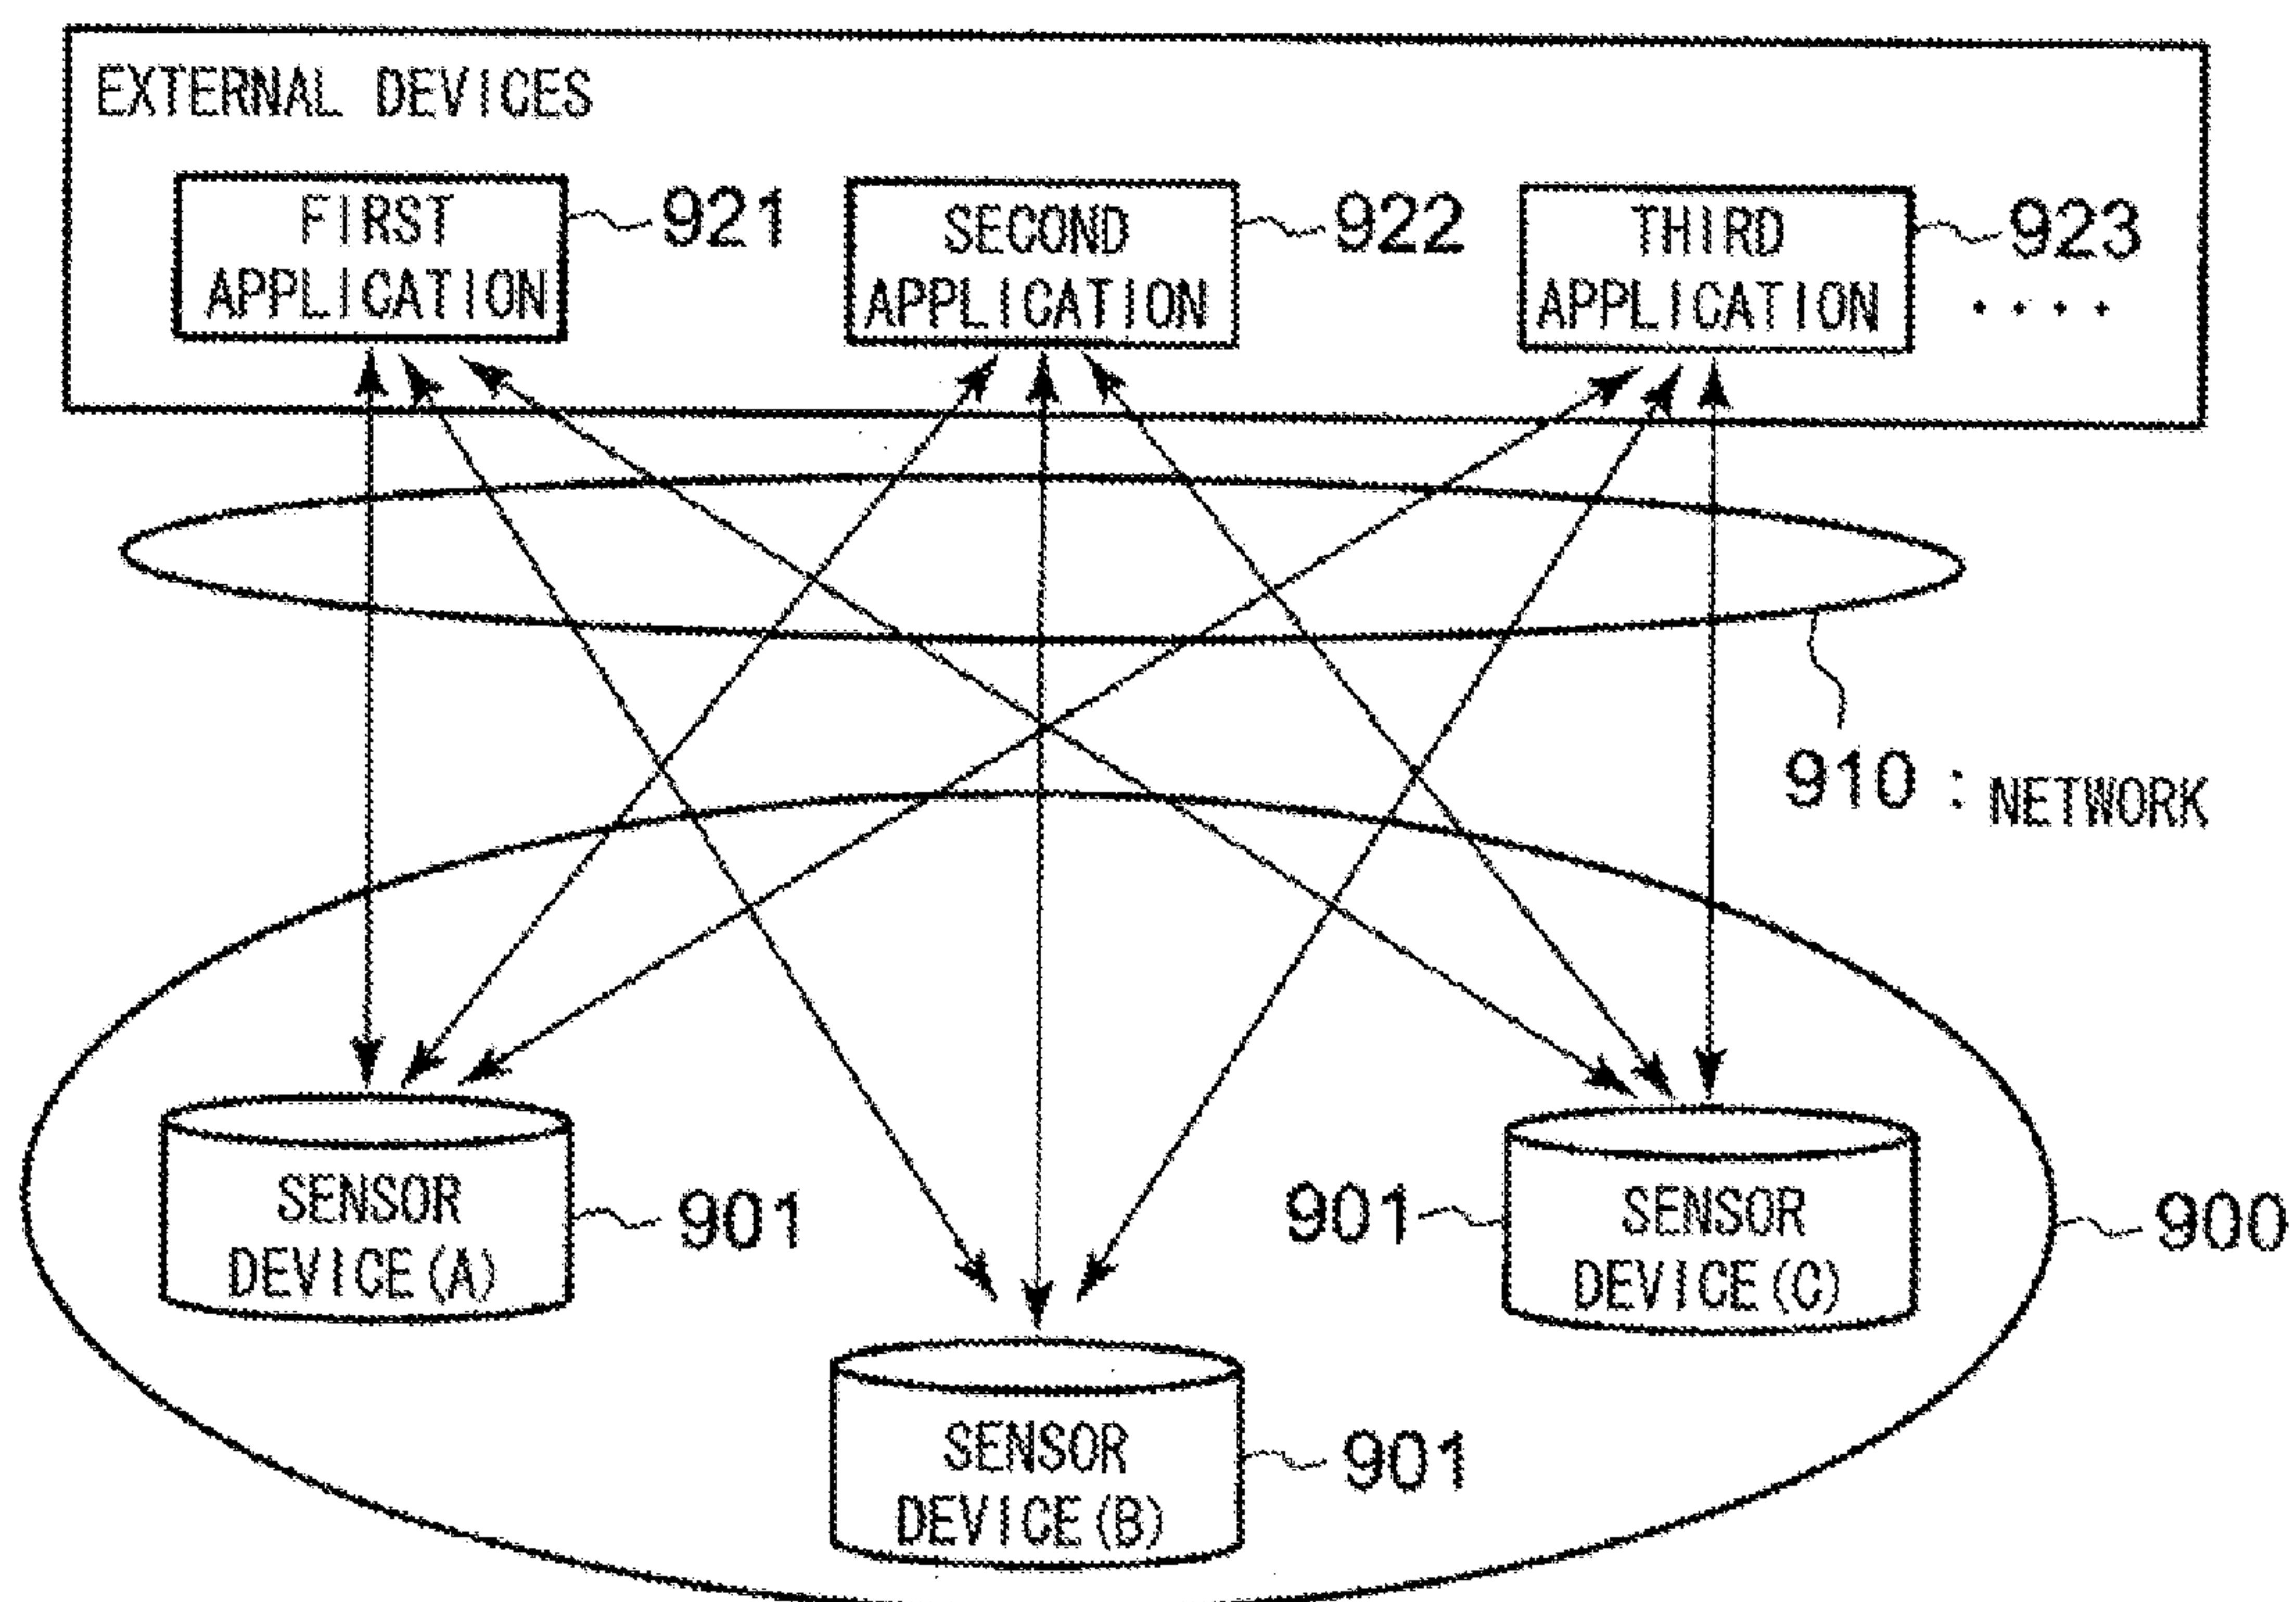 EXTERNAL DEVICES
FIRST
APPLICATION
921
SECOND
APPLICATION
922
THIRD
APPLICATION
923
....
910 : NETWORK
SENSOR
DEVICE(A)
901
901
SENSOR
DEVICE(C)
900
SENSOR
DEVICE(B)
901